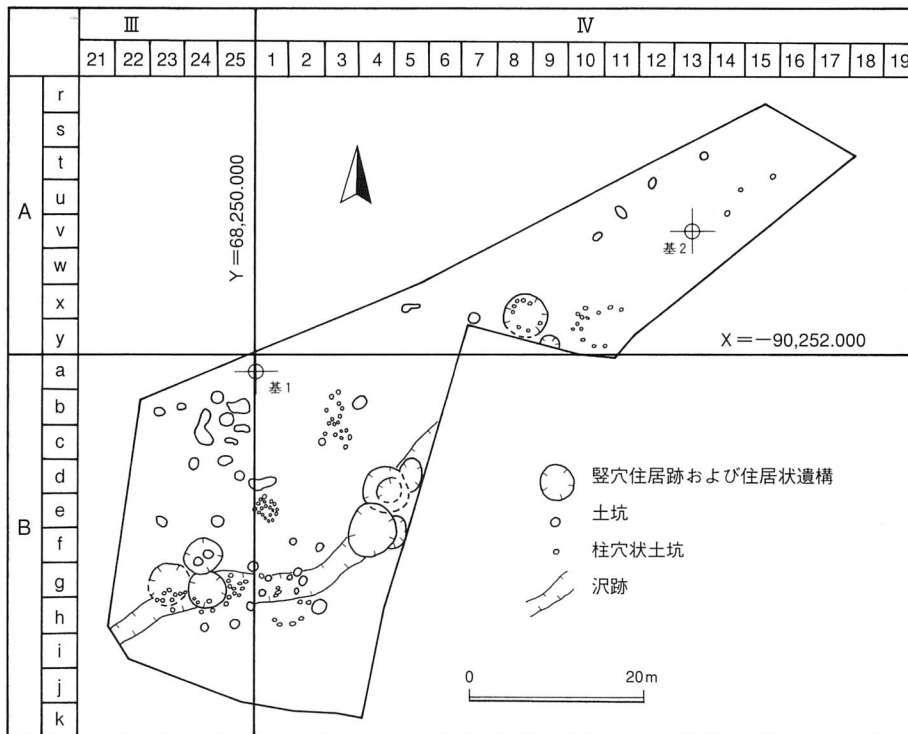 Ⅲ Ⅳ
21 22 23 24 25 1 2 3 4 5 6 7 8 9 10 11 12 13 14 15 16 17 18 19
A
r
s
t
u
v
w
x
y
B
a
b
c
d
e
f
g
h
i
j
k
Y＝68,250.000
基2
X＝−90,252.000
基1
竪穴住居跡および住居状遺構
土坑
柱穴状土坑
沢跡
0 20m